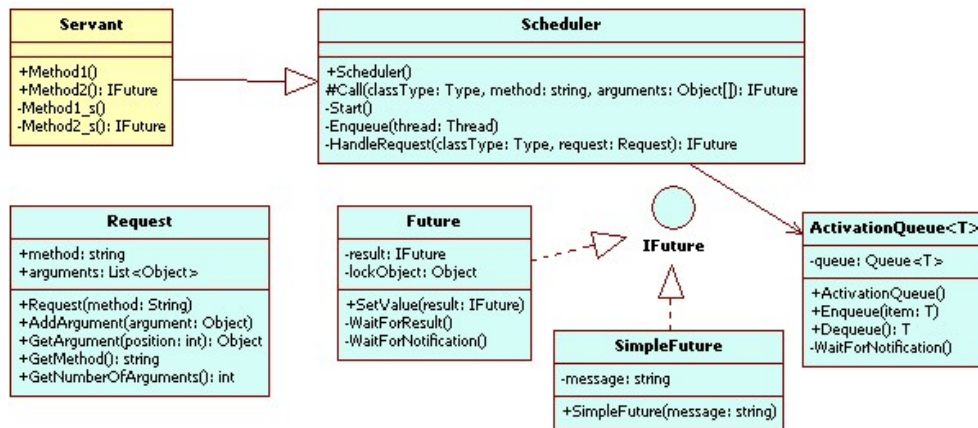 Servant
+Method1()
+Method2(): IFuture
-Method1_s()
-Method2_s(): IFuture
Scheduler
+Scheduler()
#Call(classType: Type, method: string, arguments: Object[]): IFuture
-Start()
-Enqueue(thread: Thread)
-HandleRequest(classType: Type, request: Request): IFuture
Request
+method: string
+arguments: List<Object>
+Request(method: String)
+AddArgument(argument: Object)
+GetArgument(position: int): Object
+GetMethod(): string
+GetNumberOfArguments(): int
Future
-result: IFuture
-lockObject: Object
+SetValue(result: IFuture)
-WaitForResult()
-WaitForNotification()
IFuture
SimpleFuture
-message: string
+SimpleFuture(message: string)
ActivationQueue<T>
-queue: Queue<T>
+ActivationQueue()
+Enqueue(item: T)
+Dequeue(): T
-WaitForNotification()